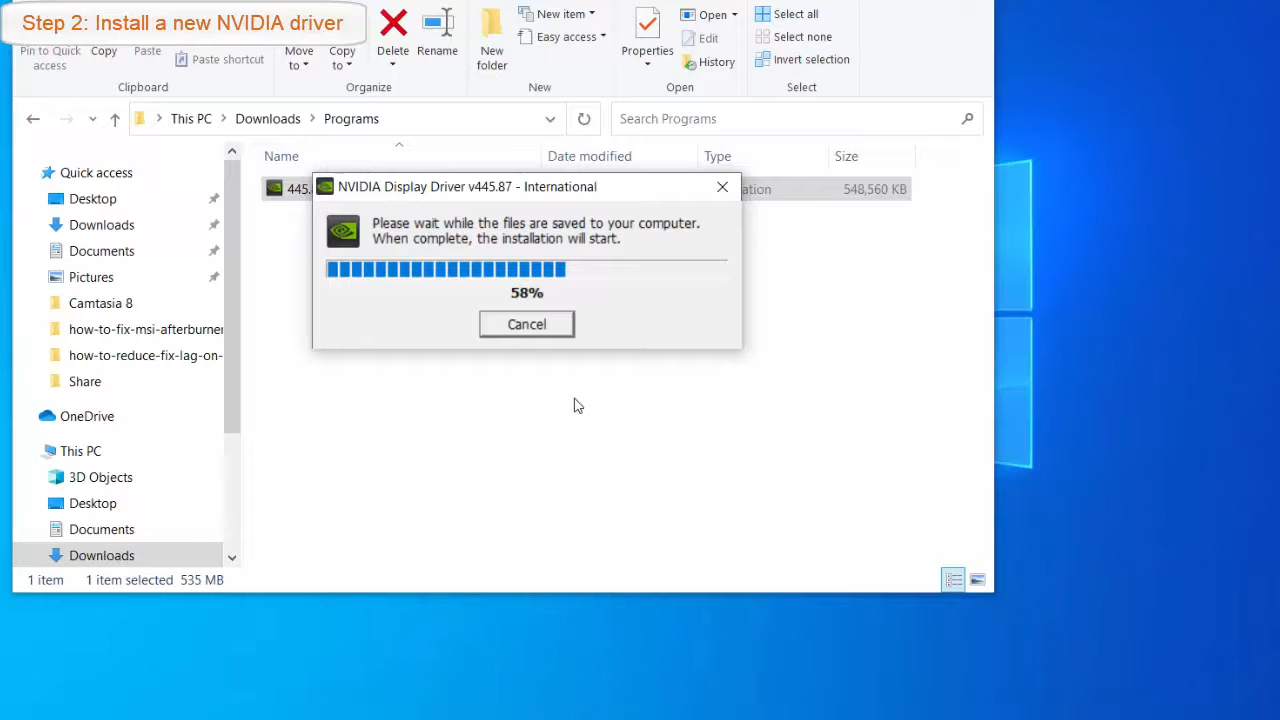 Step 2: Install a new NVIDIA driver
Pin to Quick
access
Copy
Paste
Paste shortcut
Clipboard
Move
to
Copy
to
Delete
Rename
Organize
New
folder
New item
Easy access
New
Properties
Open
Edit
History
Open
Select all
Select none
Invert selection
Select
This PC
Downloads
Programs
Search Programs
Quick access
Desktop
Downloads
Documents
Pictures
Camtasia 8
how-to-fix-msi-afterburner
how-to-reduce-fix-lag-on-
Share
OneDrive
This PC
3D Objects
Desktop
Documents
Downloads
Name
Date modified
Type
Size
445.
ation
548,560 KB
NVIDIA Display Driver v445.87 - International
Please wait while the files are saved to your computer.
When complete, the installation will start.
58%
Cancel
1 item
1 item selected 535 MB